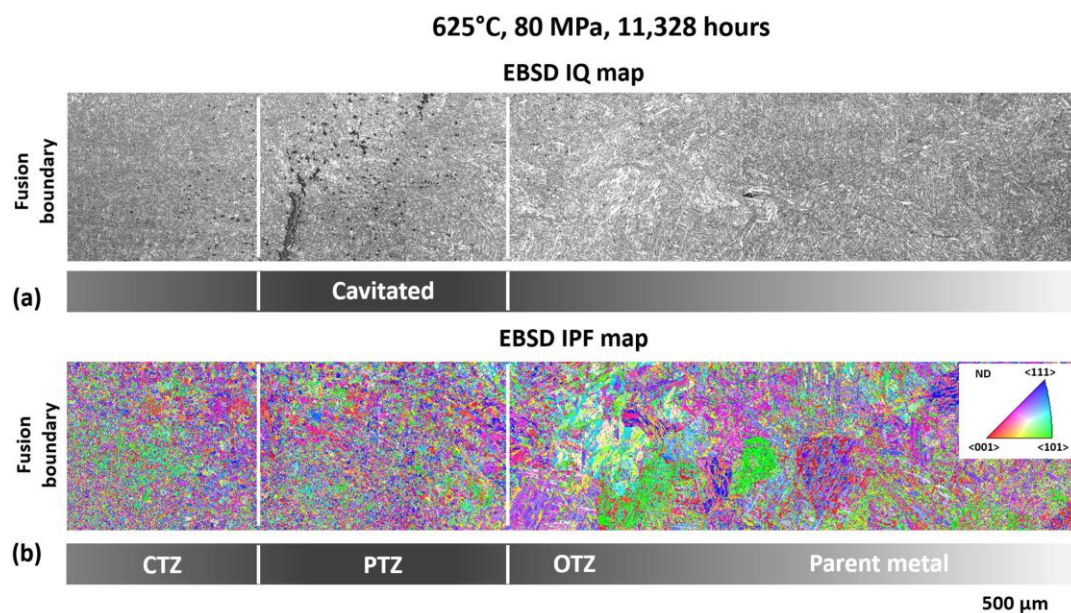 625°C, 80 MPa, 11,328 hours
EBSD IQ map
Fusion
boundary
(a)
Cavitated
EBSD IPF map
Fusion
boundary
ND
<111>
<001>
<101>
(b)
CTZ
PTZ
OTZ
Parent metal
500 µm